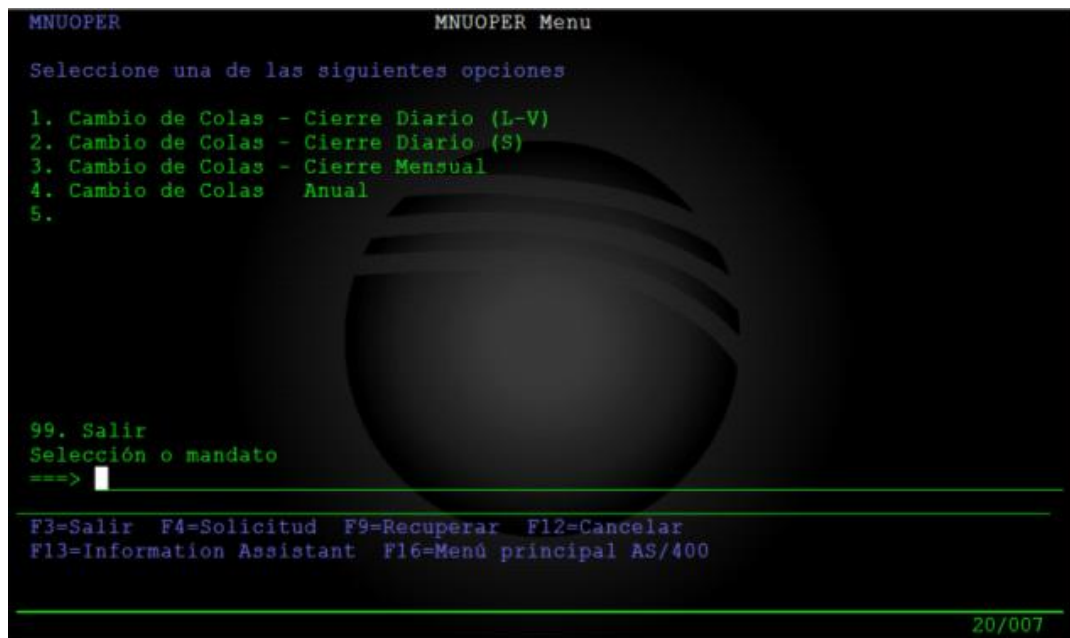 MNUOPER MNUOPER Menu
Seleccione una de las siguientes opciones
1. Cambio de Colas - Cierre Diario (L-V)
2. Cambio de Colas - Cierre Diario (S)
3. Cambio de Colas - Cierre Mensual
4. Cambio de Colas Anual
5.
99. Salir
Selección o mandato
===>
F3=Salir F4=Solicitud F9=Recuperar F12=Cancelar
F13=Information Assistant F16=Menú principal AS/400
20/007